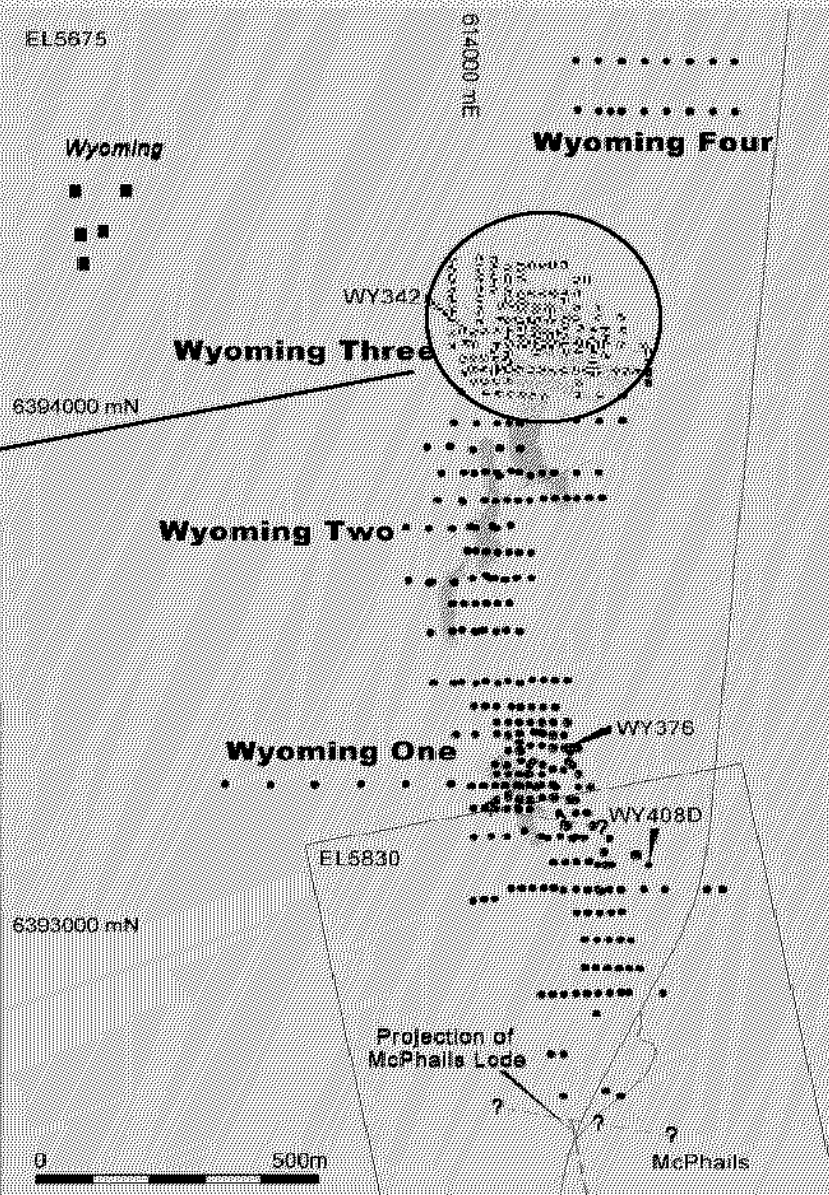 EL5675
614000 mE
Wyoming
Wyoming Four
WY342
Wyoming Three
6394000 mN
Wyoming Two
WY376
Wyoming One
?
WY408D
EL5830
6393000 mN
Projection of
McPhails Lode
?
?
?
McPhails
0 500m